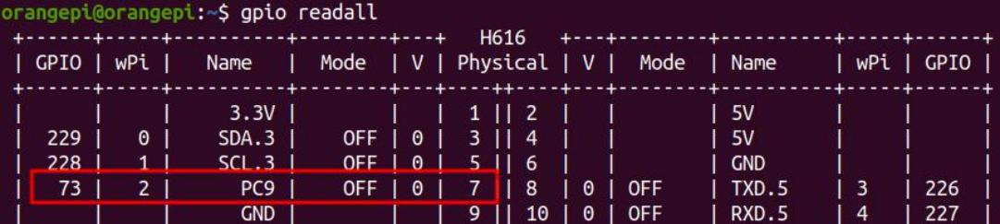 orangepi@orangepi:~$ gpio readall
+------+-----+----------+--------+---+   H616   +---+--------+----------+-----+------+
| GPIO | wPi |   Name   |  Mode  | V | Physical | V |  Mode  | Name     | wPi | GPIO |
+------+-----+----------+--------+---+----++----+---+--------+----------+-----+------+
|      |     |     3.3V |        |   |  1 || 2  |   |        | 5V       |     |      |
|  229 |   0 |    SDA.3 |    OFF | 0 |  3 || 4  |   |        | 5V       |     |      |
|  228 |   1 |    SCL.3 |    OFF | 0 |  5 || 6  |   |        | GND      |     |      |
|   73 |   2 |      PC9 |    OFF | 0 |  7 || 8  | 0 | OFF    | TXD.5    | 3   | 226  |
|      |     |      GND |        |   |  9 || 10 | 0 | OFF    | RXD.5    | 4   | 227  |